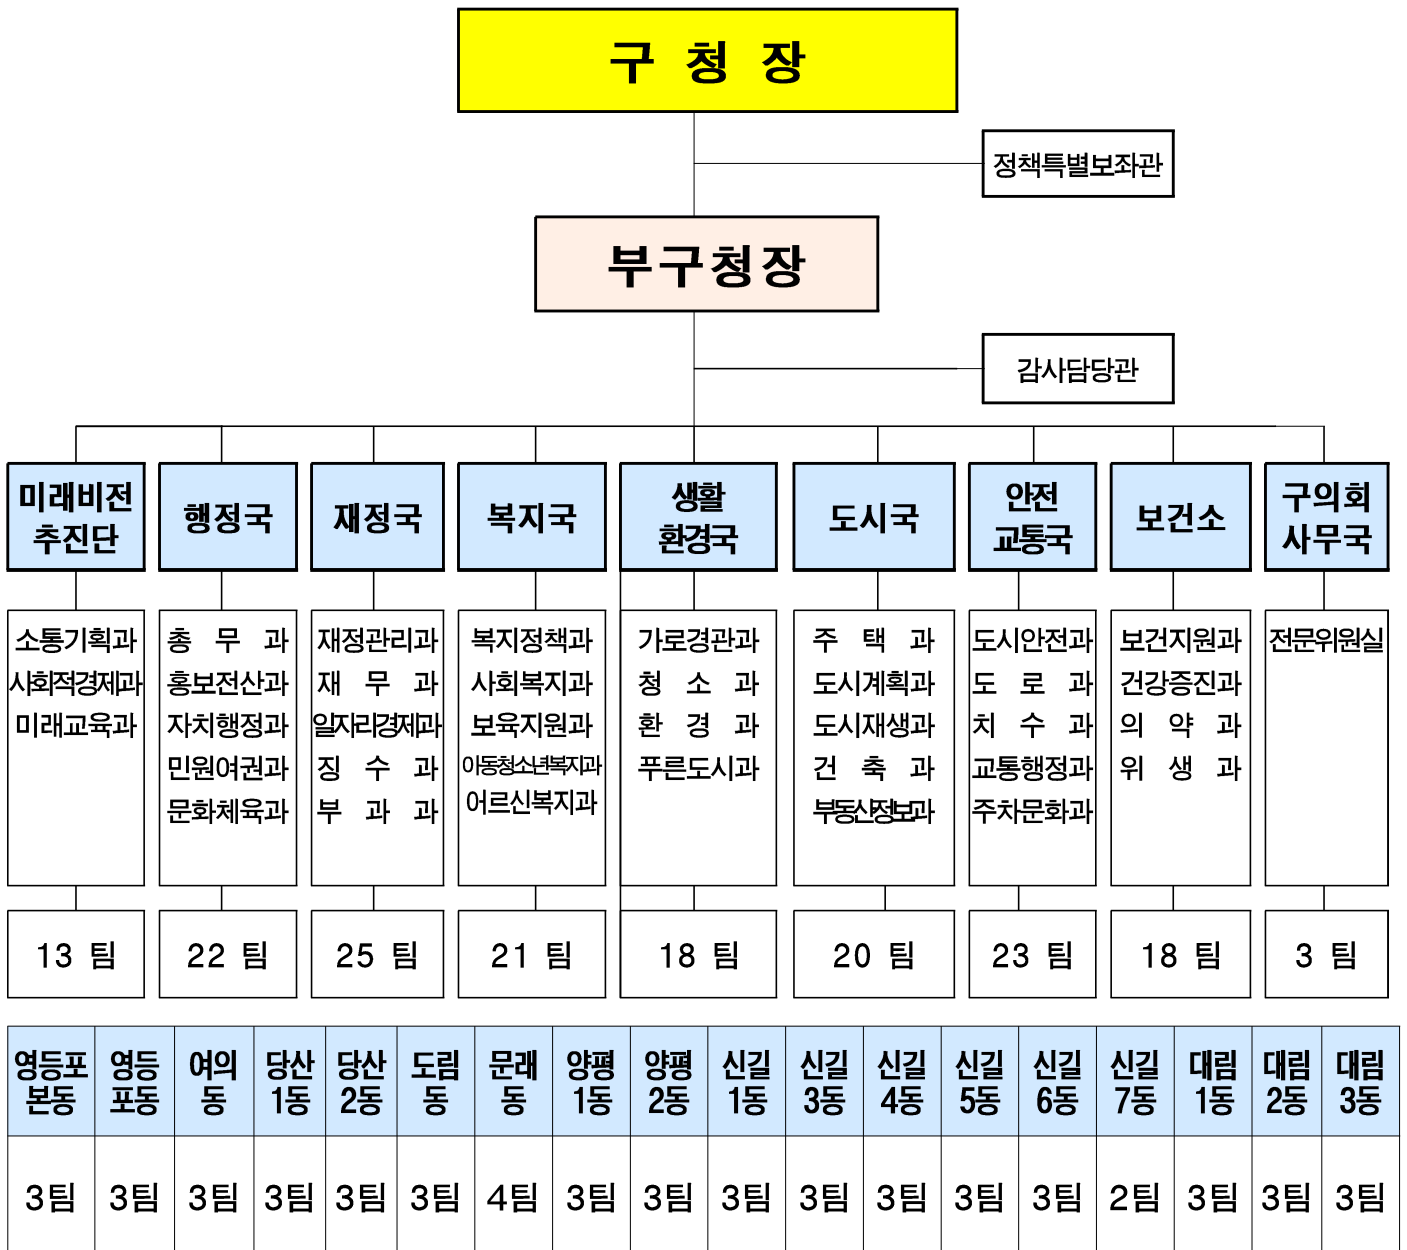 구 청 장
정책특별보좌관
부구청장
감사담당관
미래비전
추진단
행정국
재정국
복지국
생활
환경국
도시국
안전
교통국
보건소
구의회
사무국
소통기획과
사회적경제과
미래교육과
총 무 과
홍보전산과
자치행정과
민원여권과
문화체육과
재정관리과
재 무 과
일자리경제과
징 수 과
부 과 과
복지정책과
사회복지과
보육지원과
아동청소년복지과
어르신복지과
가로경관과
청 소 과
환 경 과
푸른도시과
주 택 과
도시계획과
도시재생과
건 축 과
부동산정보과
도시안전과
도 로 과
치 수 과
교통행정과
주차문화과
보건지원과
건강증진과
의 약 과
위 생 과
전문위원실
13 팀
22 팀
25 팀
21 팀
18 팀
20 팀
23 팀
18 팀
3 팀
영등포
본동
영등
포동
여의
동
당산
1동
당산
2동
도림
동
문래
동
양평
1동
양평
2동
신길
1동
신길
3동
신길
4동
신길
5동
신길
6동
신길
7동
대림
1동
대림
2동
대림
3동
3팀
3팀
3팀
3팀
3팀
3팀
4팀
3팀
3팀
3팀
3팀
3팀
3팀
3팀
2팀
3팀
3팀
3팀